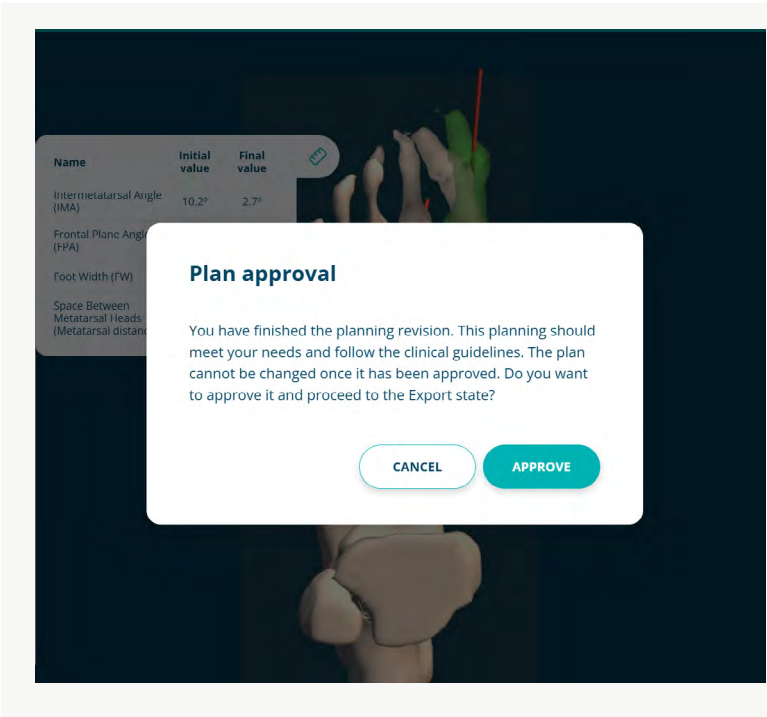 Name
Initial
value
Final
value
Intermetatarsal Angle
(IMA)
10.2º
2.7º
Frontal Plane Angle
(FPA)
Foot Width (FW)
Space Between
Metatarsal Heads
(Metatarsal distanc
Plan approval
You have finished the planning revision. This planning should
meet your needs and follow the clinical guidelines. The plan
cannot be changed once it has been approved. Do you want
to approve it and proceed to the Export state?
CANCEL
APPROVE